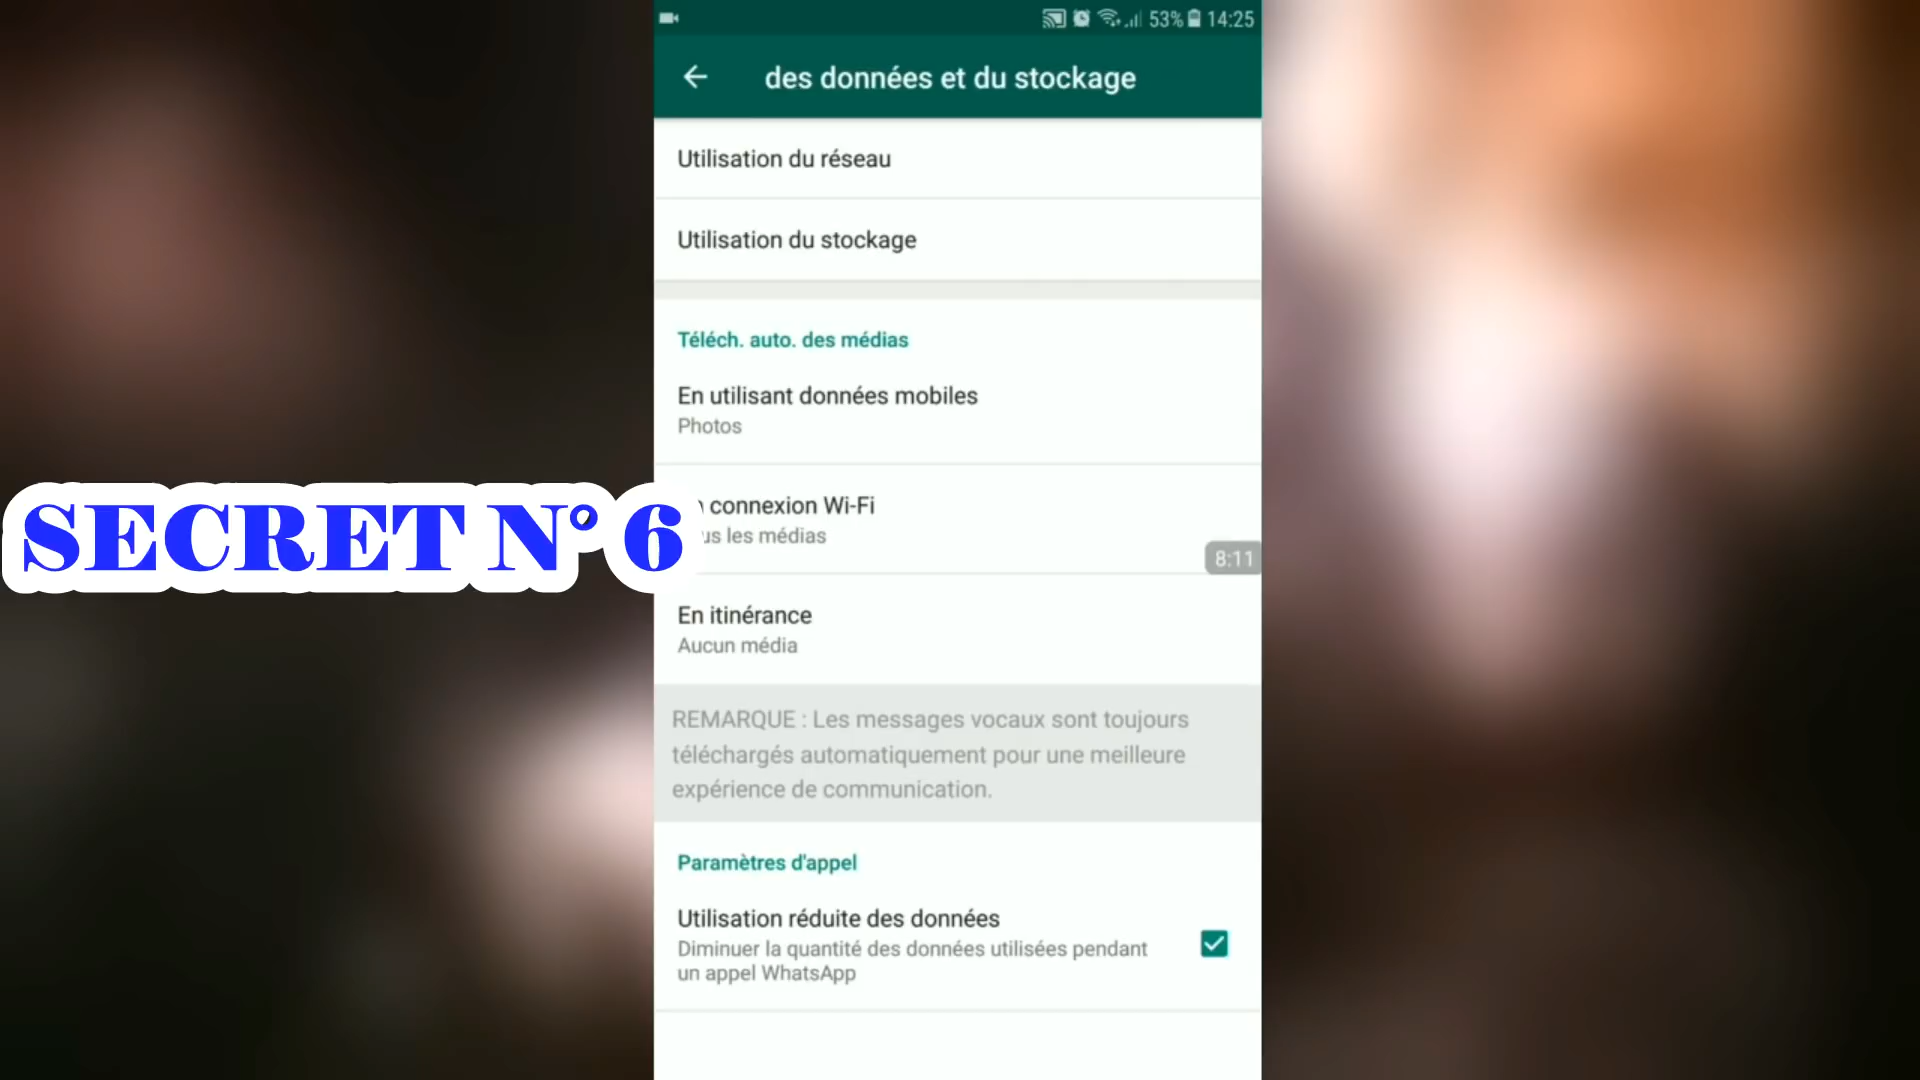 53% 14:25
des données et du stockage
Utilisation du réseau
Utilisation du stockage
Téléch. auto. des médias
En utilisant données mobiles
Photos
connexion Wi-Fi
les médias
SECRET N° 6
8:11
En itinérance
Aucun média
REMARQUE : Les messages vocaux sont toujours
téléchargés automatiquement pour une meilleure
expérience de communication.
Paramètres d'appel
Utilisation réduite des données
Diminuer la quantité des données utilisées pendant
un appel WhatsApp